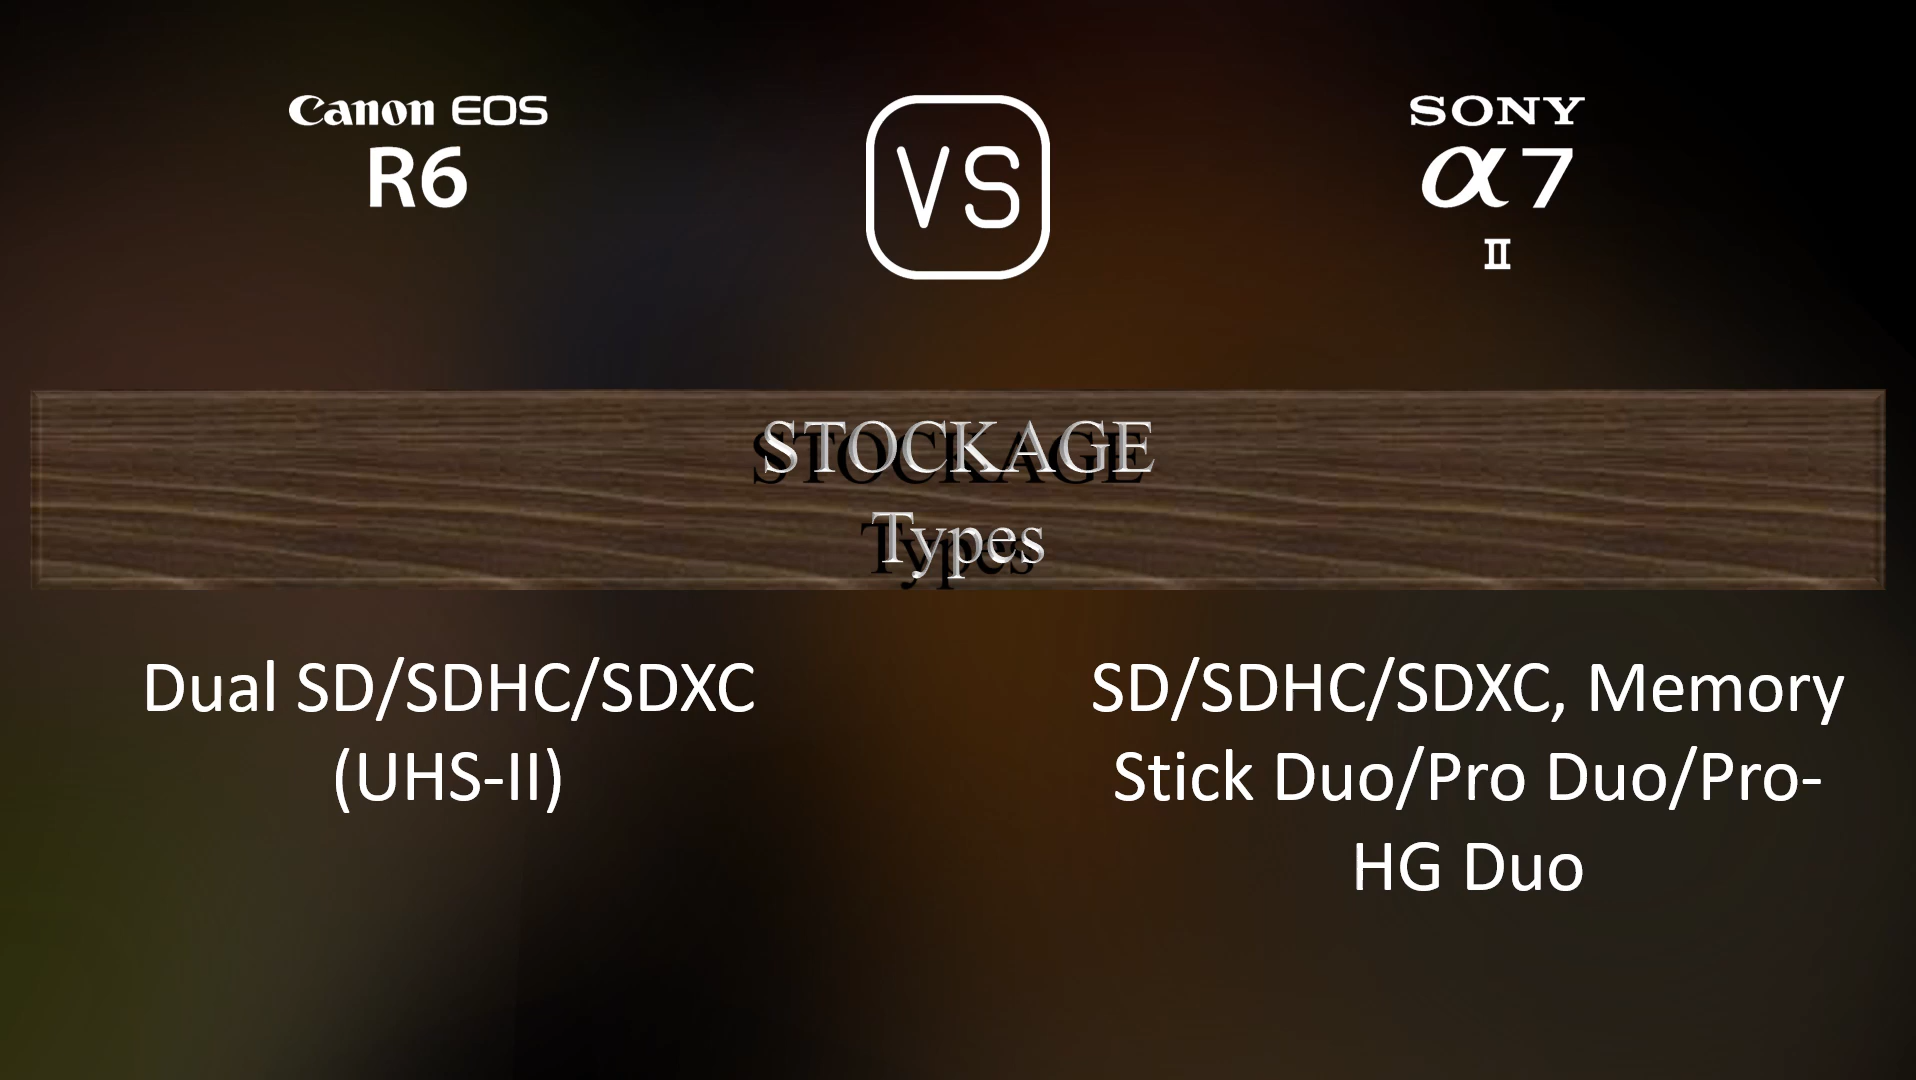 Canon EOS
R6
VS
SONY
α7
II
STOCKAGE
Types
Dual SD/SDHC/SDXC
(UHS-II)
SD/SDHC/SDXC, Memory
Stick Duo/Pro Duo/Pro-
HG Duo